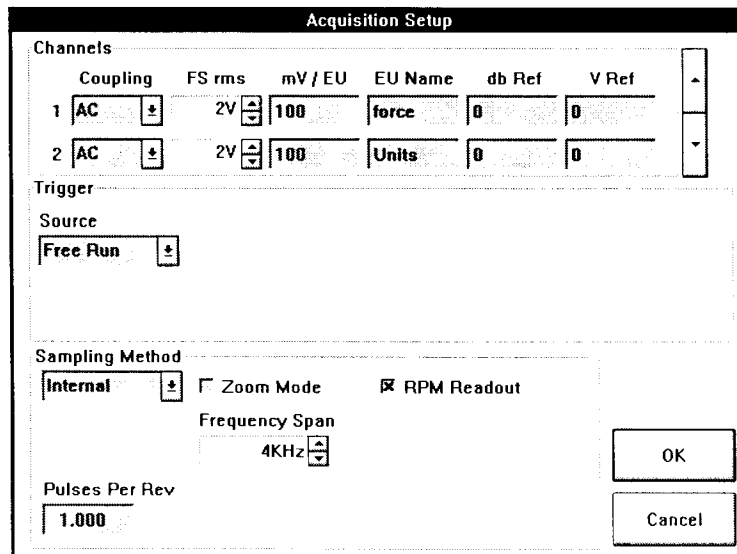 Acquisition Setup
Channels
Coupling FS rms mV / EU EU Name db Ref V Ref
1 AC 2V 100 force 0 0
2 AC 2V 100 Units 0 0
Trigger
Source
Free Run
Sampling Method
Internal Zoom Mode RPM Readout
Frequency Span
4KHz
OK
Pulses Per Rev
1.000
Cancel